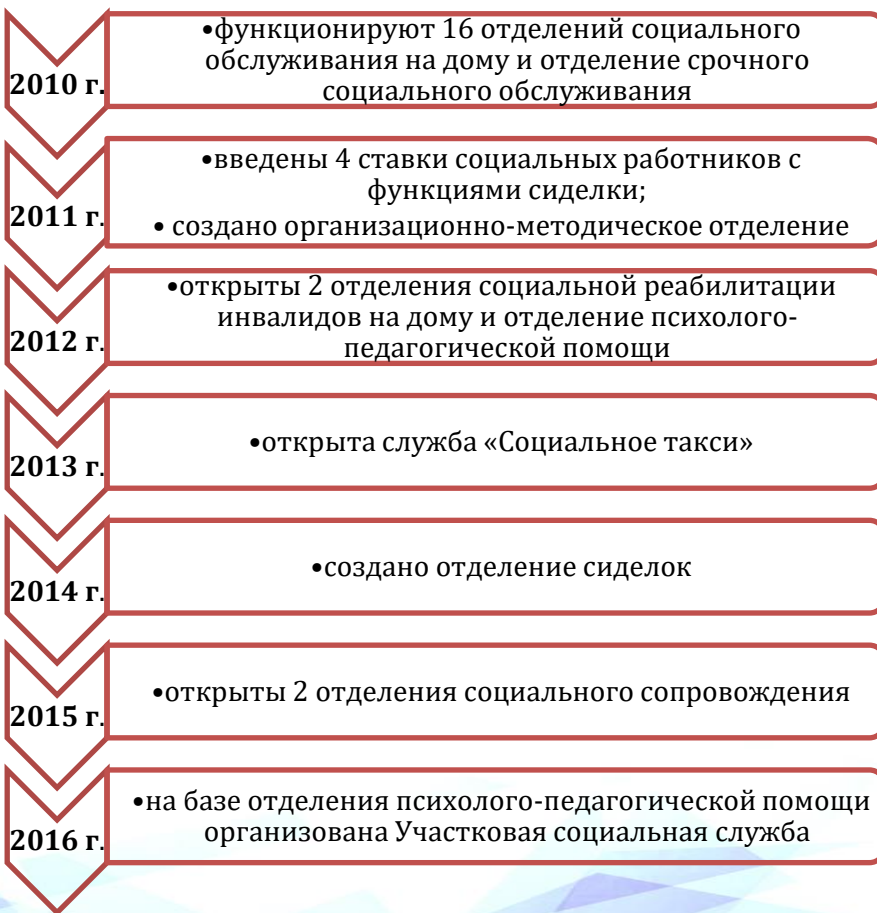 2010 г.
•функционируют 16 отделений социального
обслуживания на дому и отделение срочного
социального обслуживания
2011 г.
•введены 4 ставки социальных работников с
функциями сиделки;
• создано организационно-методическое отделение
2012 г.
•открыты 2 отделения социальной реабилитации
инвалидов на дому и отделение психолого-
педагогической помощи
2013 г.
•открыта служба «Социальное такси»
2014 г.
•создано отделение сиделок
2015 г.
•открыты 2 отделения социального сопровождения
2016 г.
•на базе отделения психолого-педагогической помощи
организована Участковая социальная служба